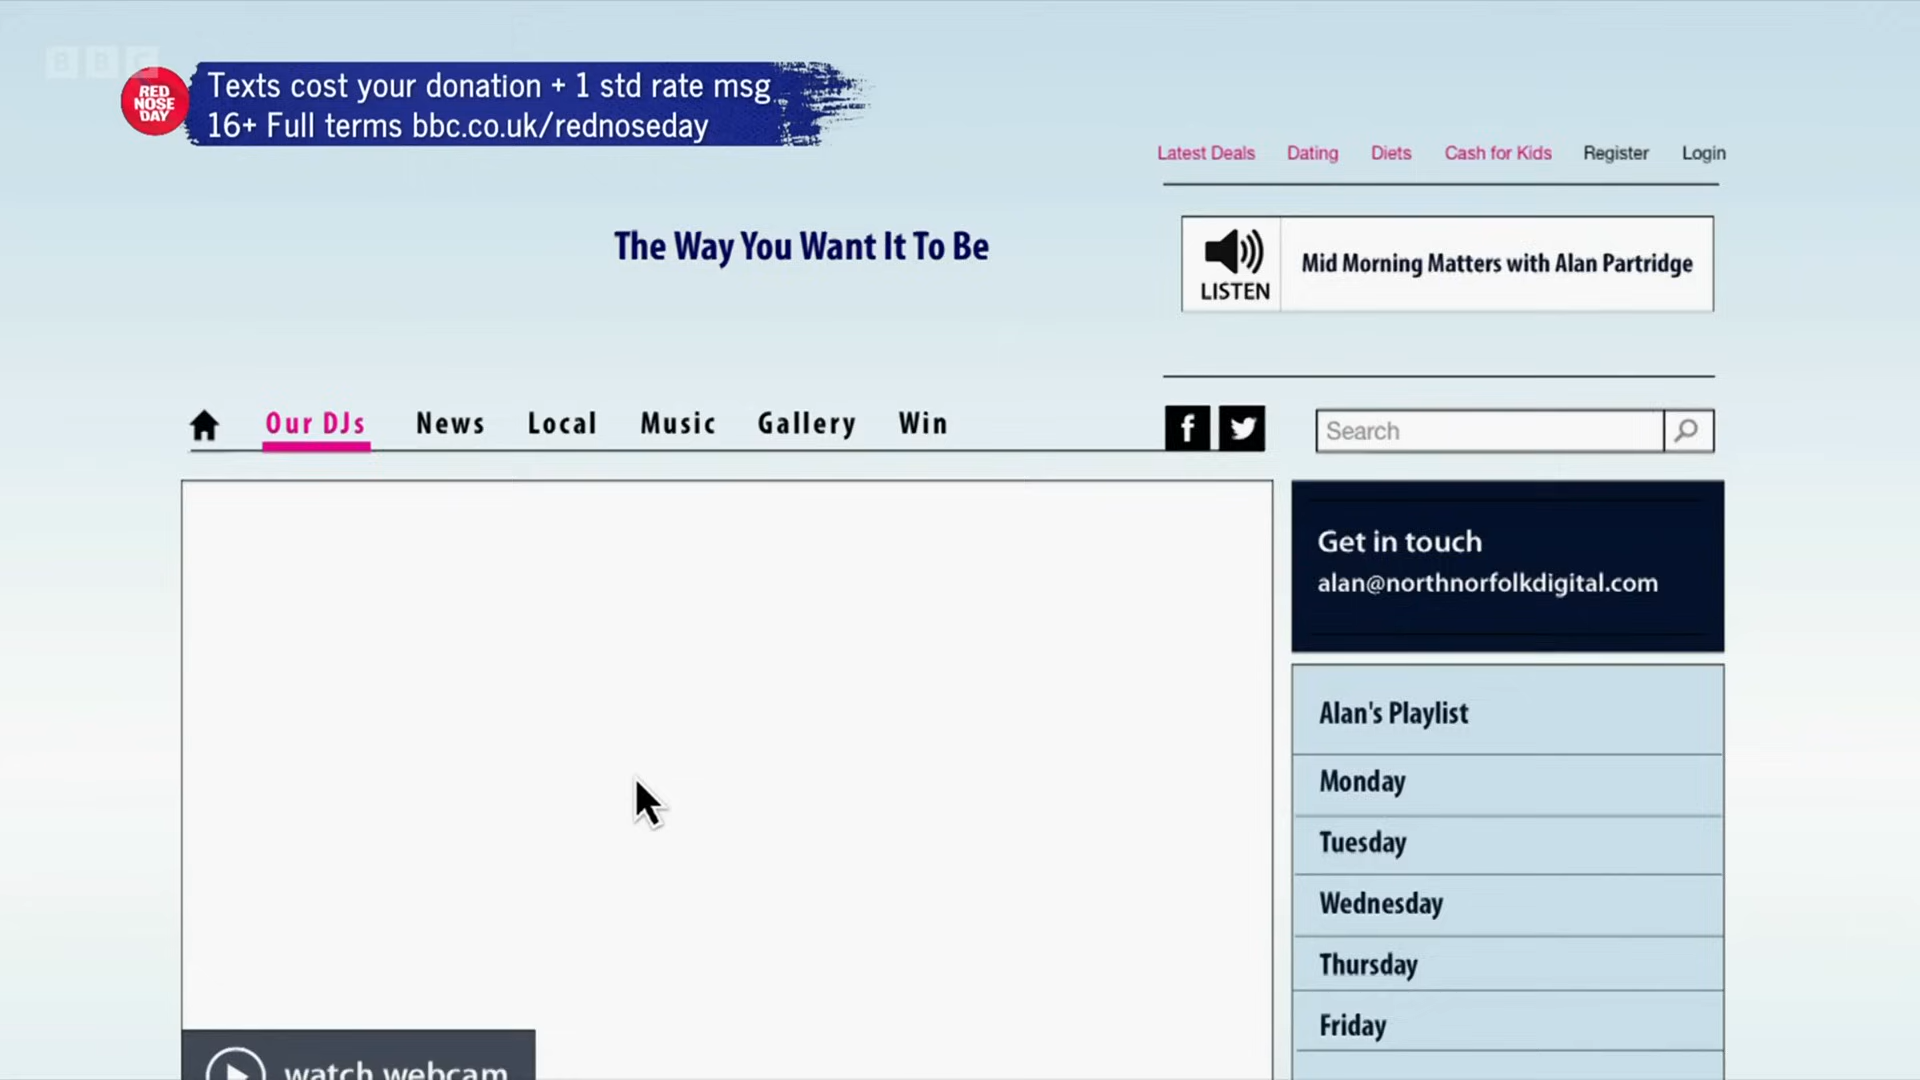 BBC
RED
NOSE
DAY
Texts cost your donation + 1 std rate msg
16+ Full terms bbc.co.uk/rednoseday
Latest Deals Dating Diets Cash for Kids Register Login
The Way You Want It To Be
LISTEN
Mid Morning Matters with Alan Partridge
Our DJs News Local Music Gallery Win
f
Search
Get in touch
alan@northnorfolkdigital.com
Alan's Playlist
Monday
Tuesday
Wednesday
Thursday
Friday
watch webcam